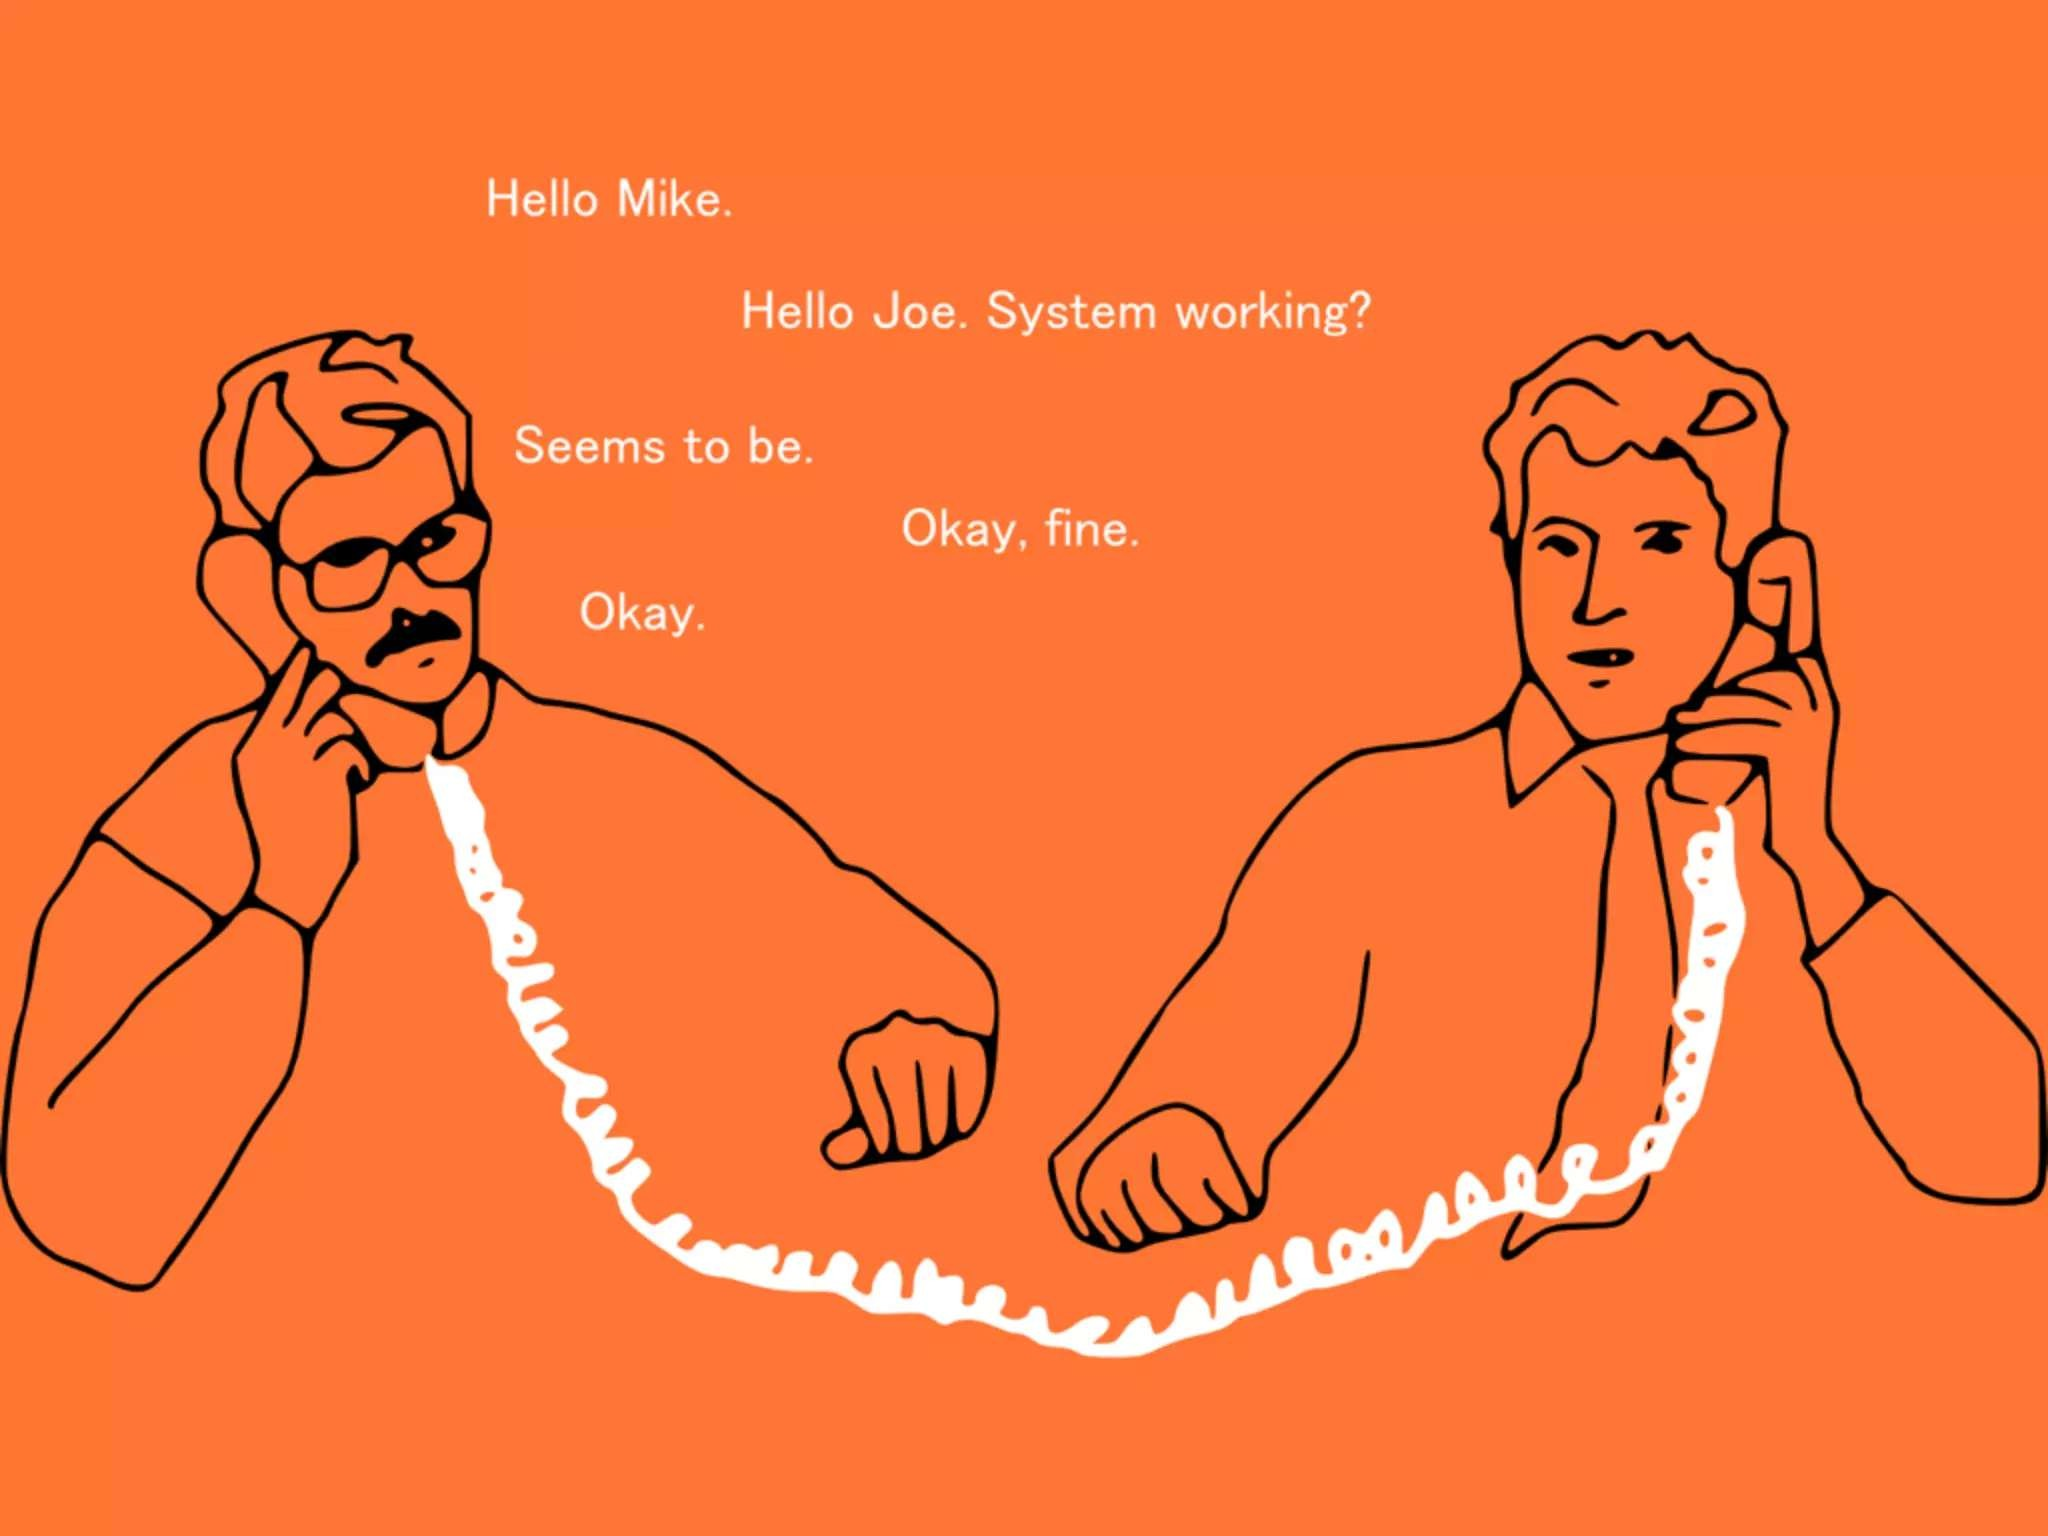 Hello Mike.
Hello Joe. System working?
Seems to be.
Okay, fine.
Okay.